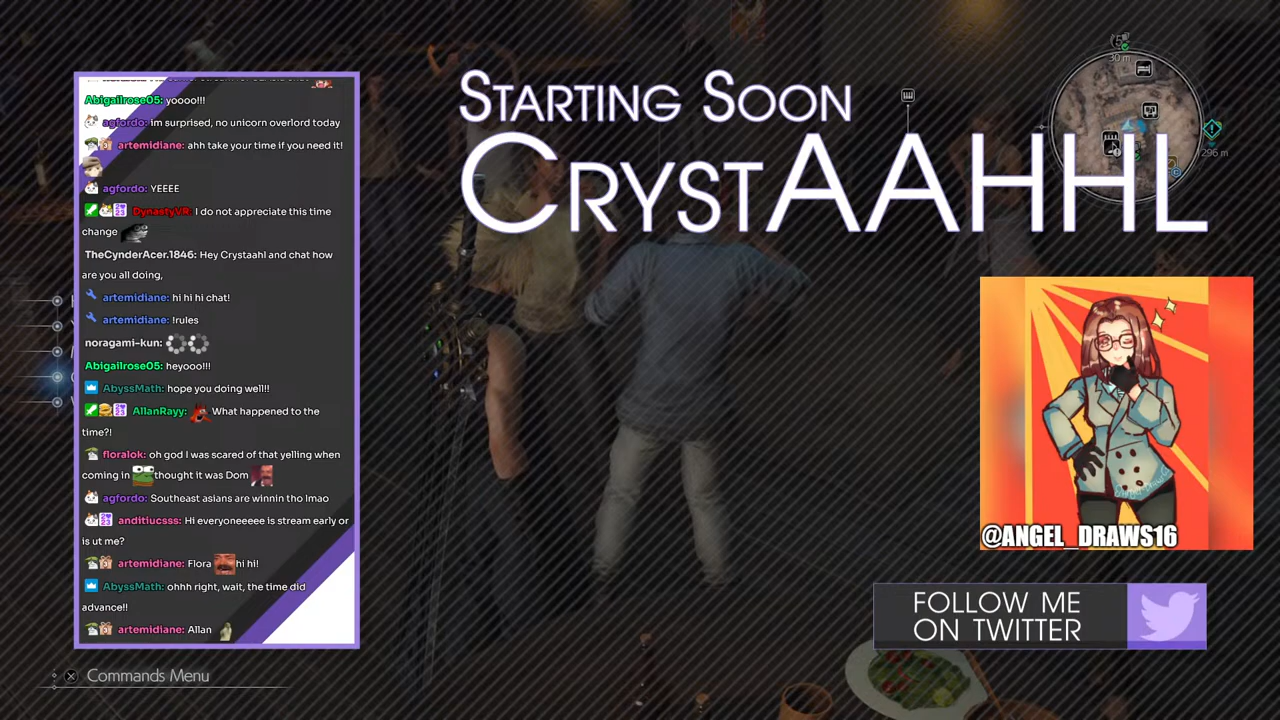 Abigailrose05: yoooo!!!
agfordo: im surprised, no unicorn overlord today
artemidiane: ahh take your time if you need it!
agfordo: YEEEE
DynastyVR: I do not appreciate this time
change
TheCynderAcer.1846: Hey Crystaahl and chat how
are you all doing,
artemidiane: hi hi hi chat!
artemidiane: !rules
noragami-kun:
Abigailrose05: heyooo!!!
AbyssMath: hope you doing well!!
AllanRayy: What happened to the
time?!
floralok: oh god I was scared of that yelling when
coming in thought it was Dom
agfordo: Southeast asians are winnin tho lmao
anditiucsss: Hi everyoneeeee is stream early or
is ut me?
artemidiane: Flora hi hi!
AbyssMath: ohhh right, wait, the time did
advance!!
artemidiane: Allan
Commands Menu
STARTING SOON
CRYSTAAHHL
30 m
296 m
@ANGEL_DRAWS16
FOLLOW ME
ON TWITTER